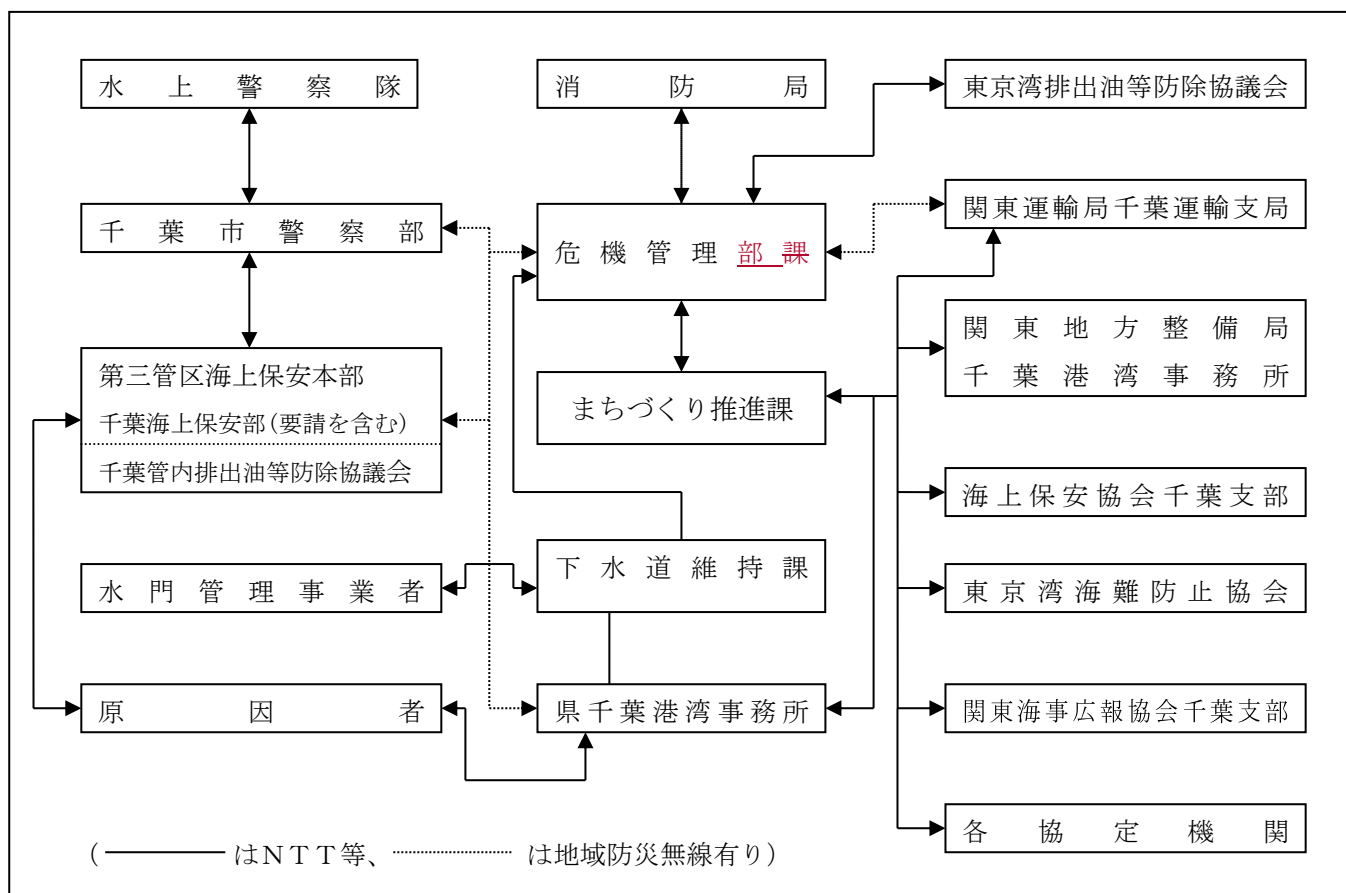 水上警察隊
消防局
東京湾排出油等防除協議会
千葉市警察部
危機管理部課
関東運輸局千葉運輸支局
関東地方整備局
千葉港湾事務所
第三管区海上保安本部
千葉海上保安部(要請を含む)
千葉管内排出油等防除協議会
まちづくり推進課
海上保安協会千葉支部
水門管理事業者
下水道維持課
東京湾海難防止協会
原因者
県千葉港湾事務所
関東海事広報協会千葉支部
各協定機関
(はNTT等、は地域防災無線有り)